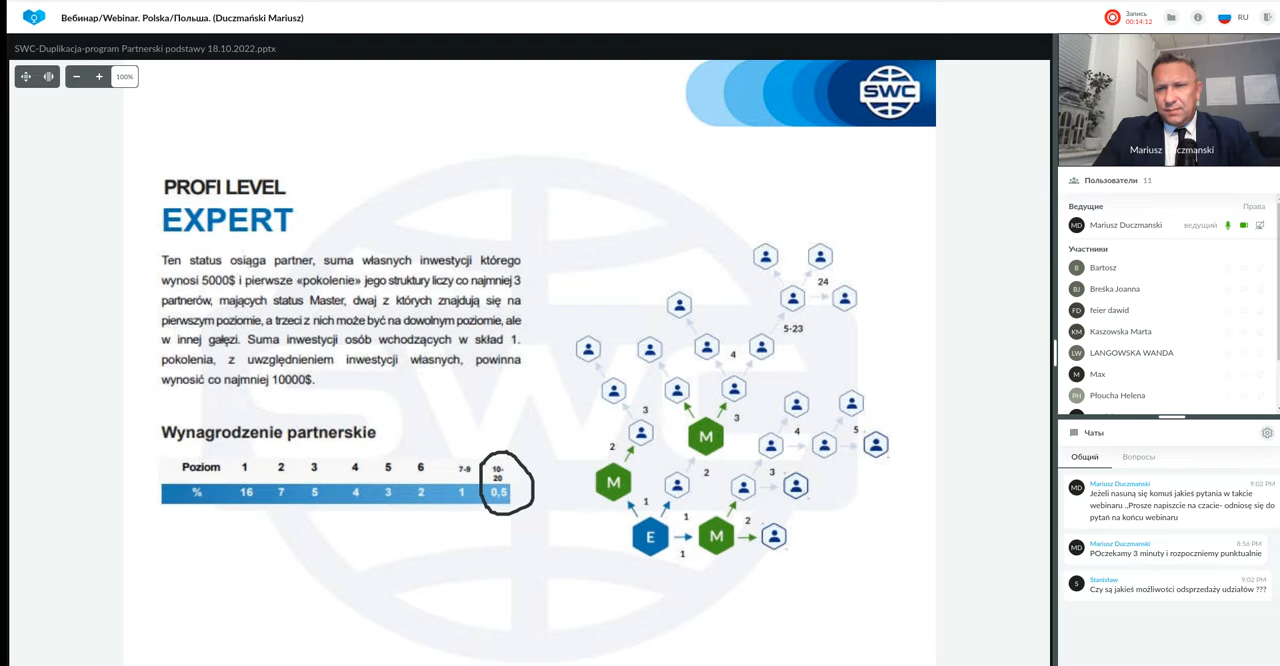 Вебинар/Webinar. Polska/Польша. (Duczmański Mariusz)
Запись
00:14:12
RU
SWC-Duplikacja-program Partnerski podstawy 18.10.2022.pptx
100%
SWC
PROFI LEVEL
EXPERT
Ten status osiąga partner, suma własnych inwestycji którego
wynosi 5000$ i pierwsze «pokolenie» jego struktury liczy co najmniej 3
partnerów, mających status Master, dwaj z których znajdują się na
pierwszym poziomie, a trzeci z nich może być na dowolnym poziomie, ale
w innej gałęzi. Suma inwestycji osób wchodzących w skład 1.
pokolenia, z uwzględnieniem inwestycji własnych, powinna
wynosić co najmniej 10000$.
Wynagrodzenie partnerskie
Poziom 1 2 3 4 5 6 7-9 10-20
% 16 7 5 4 3 2 1 0,5
24
5-23
4
3
3
4
5
2
M
M
2
3
1
1
2
E
M
1
Mariusz Duczmanski
Пользователи 11
Ведущие Права
MD Mariusz Duczmanski ведущий
Участники
B Bartosz
BJ Breśka Joanna
FD feier dawid
KM Kaszowska Marta
LW LANGOWSKA WANDA
M Max
PH Płoucha Helena
Чаты
Общий Вопросы
MD Mariusz Duczmanski 9:02 PM
Jeżeli nasuną się komuś jakieś pytania w takcie
webinaru ,,Prosze napiszcie na czacie- odniosę się do
pytań na końcu webinaru
MD Mariusz Duczmanski 8:56 PM
POczekamy 3 minuty i rozpoczniemy punktualnie
S Stanisław 9:02 PM
Czy są jakieś możliwości odsprzedaży udziałów ???